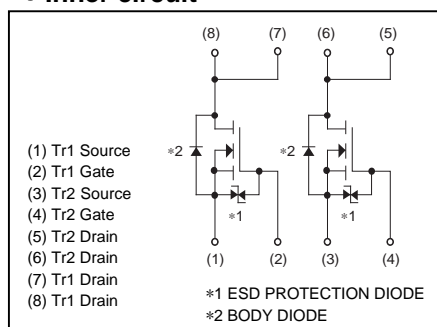 (8) (7) (6) (5)
*2 *2
(1) Tr1 Source
(2) Tr1 Gate
(3) Tr2 Source
(4) Tr2 Gate
(5) Tr2 Drain
(6) Tr2 Drain
(7) Tr1 Drain
(8) Tr1 Drain
*1 *1
(1) (2) (3) (4)
*1 ESD PROTECTION DIODE
*2 BODY DIODE